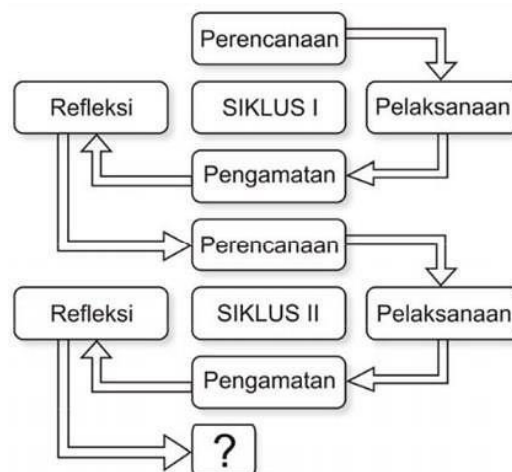 Perencanaan
Refleksi
SIKLUS I
Pelaksanaan
Pengamatan
Perencanaan
Refleksi
SIKLUS II
Pelaksanaan
Pengamatan
?